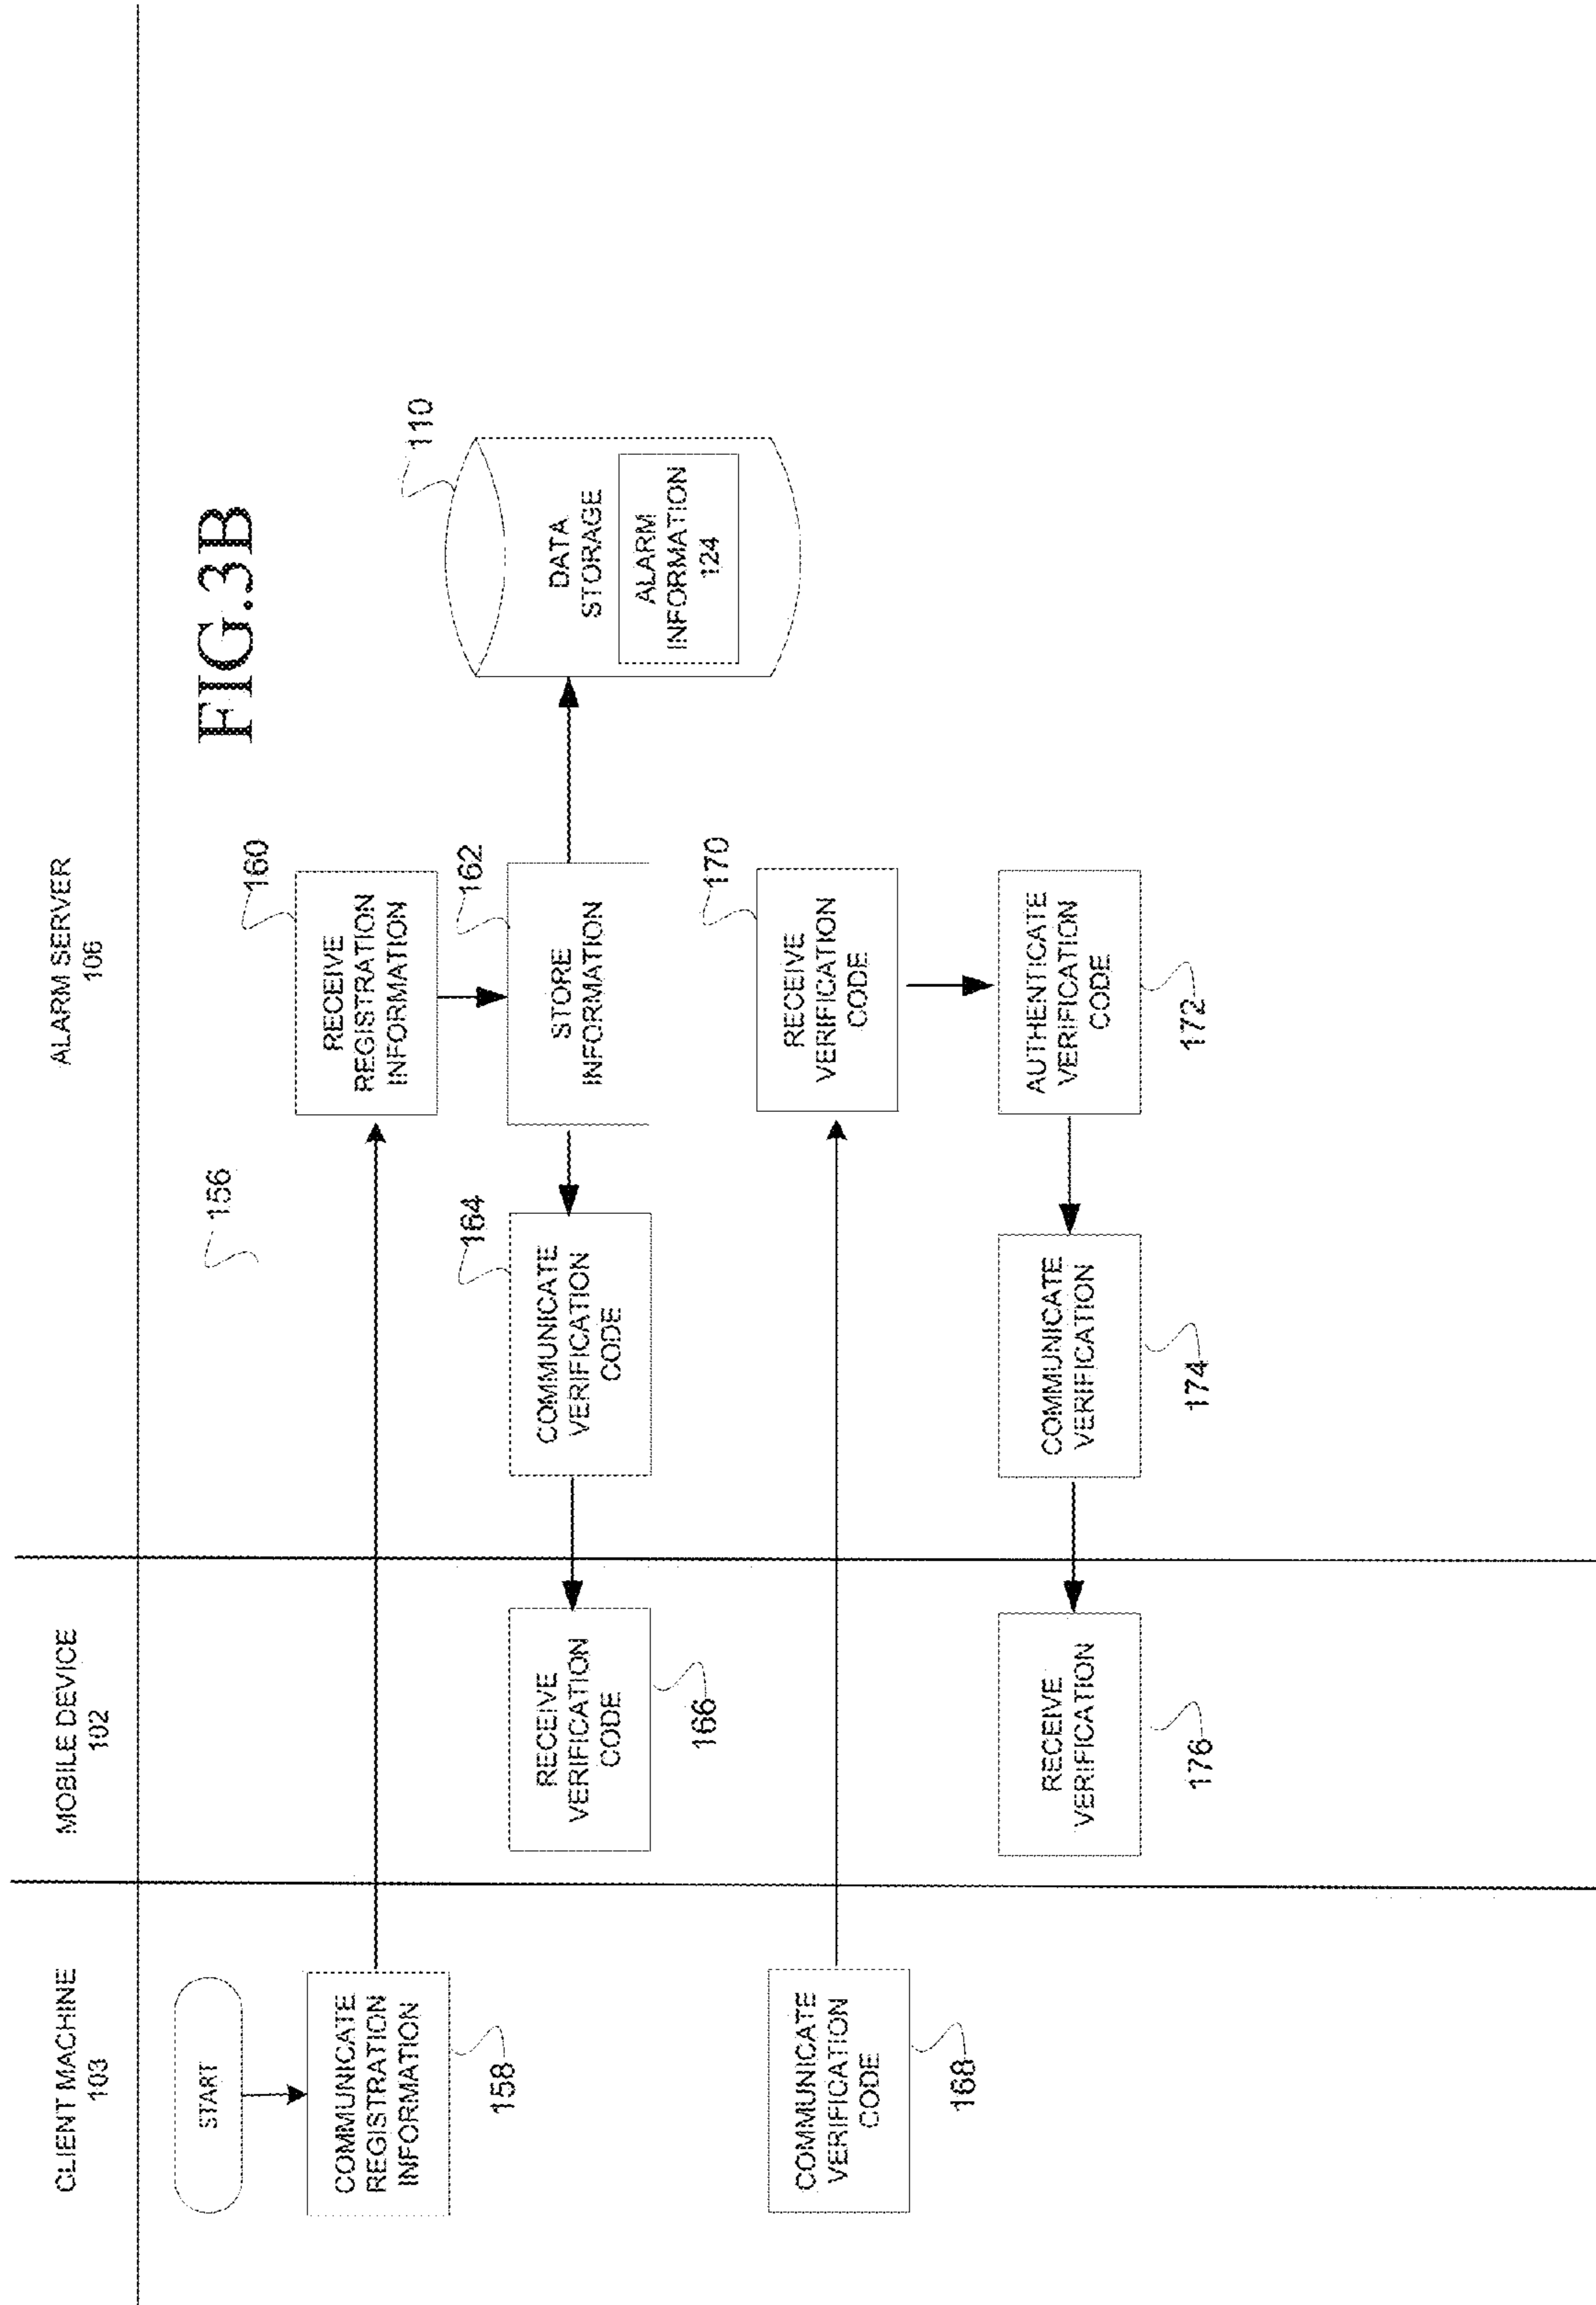 CLIENT MACHINE
103
MOBILE DEVICE
102
ALARM SERVER
106
FIG.3B
156
START
COMMUNICATE
REGISTRATION
INFORMATION
158
RECEIVE
REGISTRATION
INFORMATION
160
STORE
INFORMATION
162
DATA
STORAGE
110
ALARM
INFORMATION
124
COMMUNICATE
VERIFICATION
CODE
164
RECEIVE
VERIFICATION
CODE
166
COMMUNICATE
VERIFICATION
CODE
168
RECEIVE
VERIFICATION
CODE
170
AUTHENTICATE
VERIFICATION
CODE
172
COMMUNICATE
VERIFICATION
174
RECEIVE
VERIFICATION
176